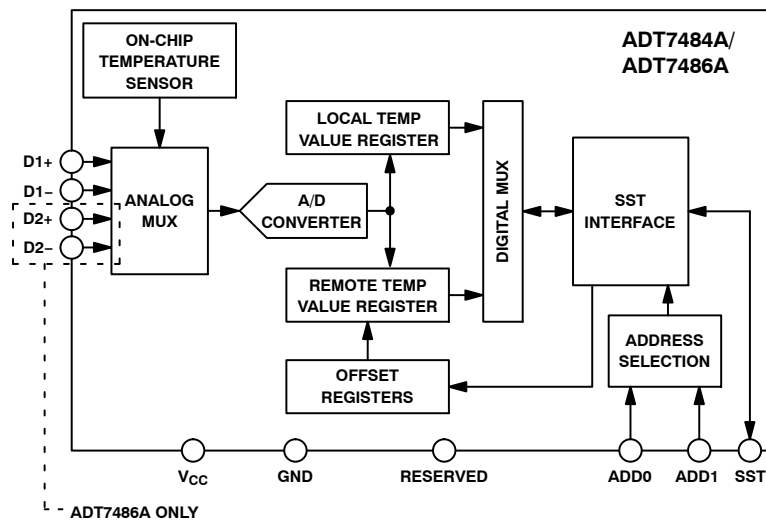 ADT7484A/
ADT7486A
ON-CHIP
TEMPERATURE
SENSOR
LOCAL TEMP
VALUE REGISTER
D1+
D1−
D2+
D2−
ANALOG
MUX
A/D
CONVERTER
DIGITAL MUX
SST
INTERFACE
REMOTE TEMP
VALUE REGISTER
ADDRESS
SELECTION
OFFSET
REGISTERS
VCC
GND
RESERVED
ADD0
ADD1
SST
ADT7486A ONLY